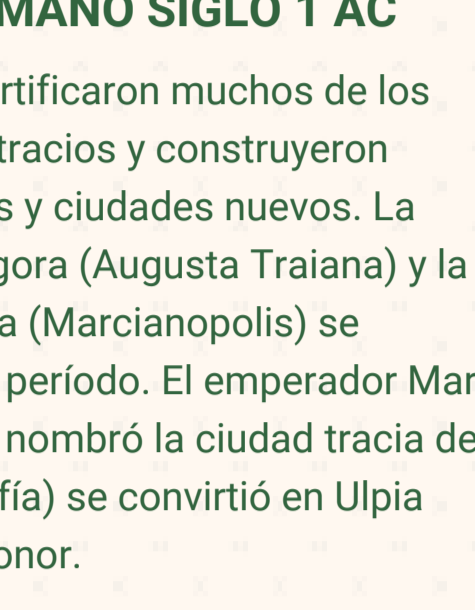 MANO SIGLO 1 AC
rtificaron muchos de los
tracios y construyeron
s y ciudades nuevos. La
gora (Augusta Traiana) y la
a (Marcianopolis) se
período. El emperador Mar
nombró la ciudad tracia de
fía) se convirtió en Ulpia
onor.